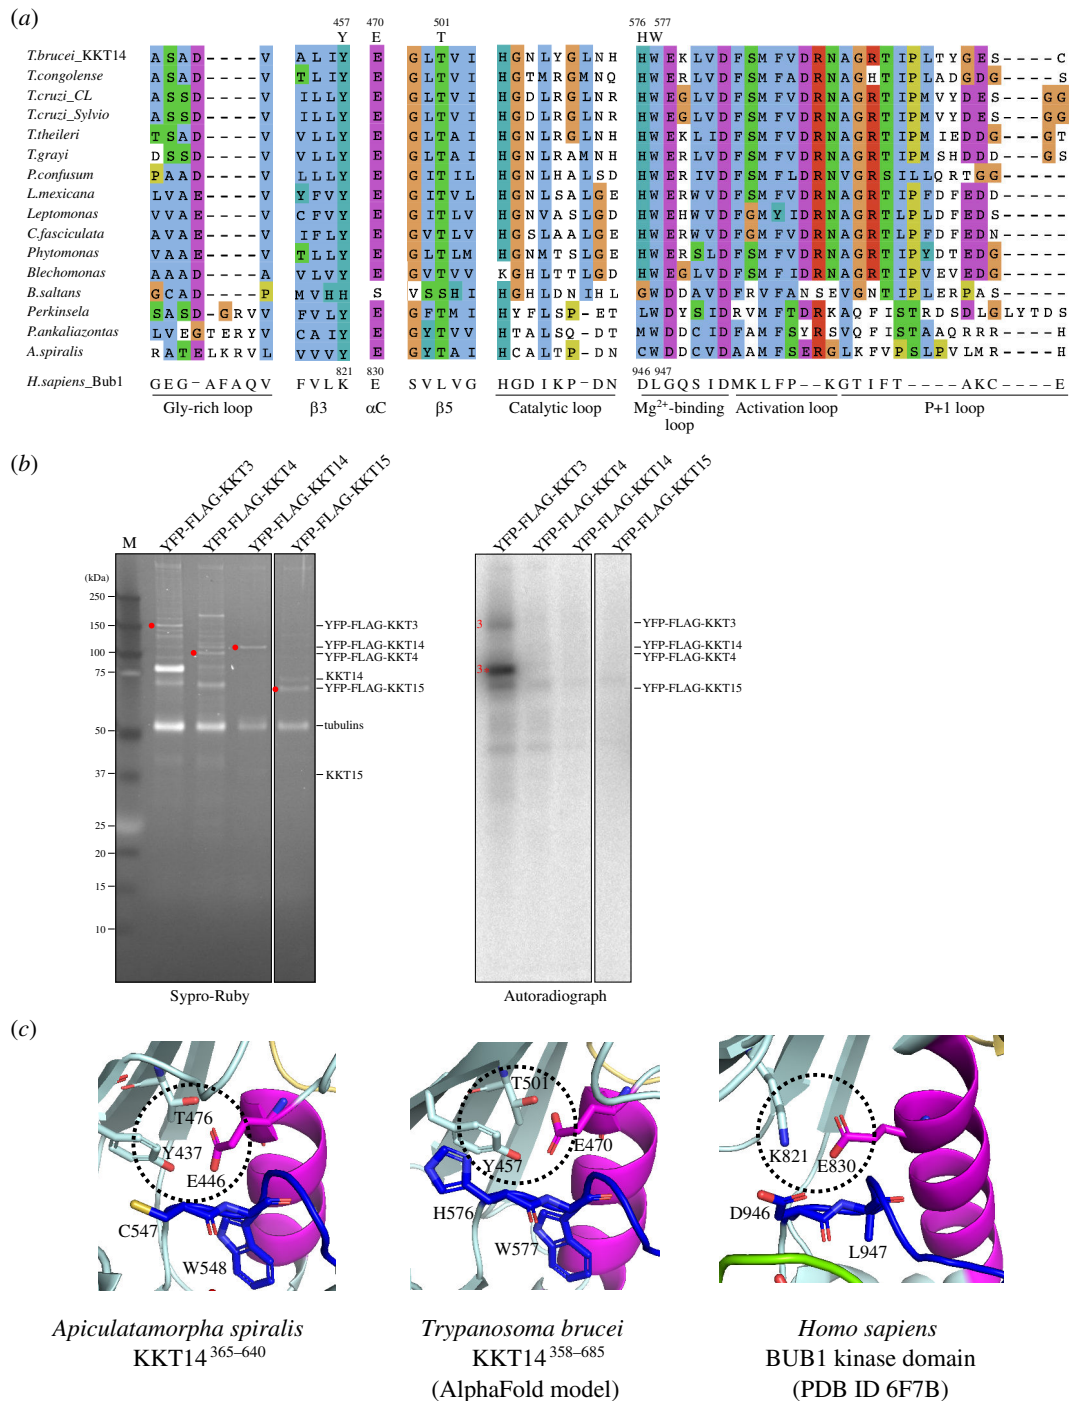 (a)
457 470 501 576 577
Y E T H W
T.brucei_KKT14 A S A D - - - - V A L I Y E G L T V I H G N L Y G L N H H W E K L V D F S M F V D R N A G R T I P L T Y G E S - - - - C
T.congolense A S A D - - - - V T L I Y E G L T V I H G T M R G M N Q H W E R W V D F S M F V D R N A G H T I P L A D G D G - - - - S
T.cruzi_CL A S S D - - - - V I L L Y E G L T V I H G D L R G L N R H W E G L V D F S M F V D R N A G R T I P M V Y D E S - - - G G
T.cruzi_Sylvio A S S D - - - - V I L L Y E G L T V I H G D L R G L N R H W E G L V D F S M F V D R N A G R T I P M V Y D E S - - - G G
T.theileri T S A D - - - - V V L L Y E G L T A I H G N L R G L N H H W E K L I D F S M F V D R N A G R T I P M I E D D G - - - G T
T.grayi D S S D - - - - V V L L Y E G L T A I H G N L R A M N H H W E R L V D F S M F V D R N A G R T I P M S H D D D - - - G S
P.confusum P A A D - - - - V L L L Y E G I T I L H G N L H A L S D H W E R I V D F S M F V D R N V G R S I L L Q R T G G - - - - D
L.mexicana L V A E - - - - V Y F V Y E G L T V I H G N L S A L G E H W E R W I D F S M F V D R N A G R T I P L F D F E D - - - - S
Leptomonas V V A E - - - - V C F V Y E G I T L V H G N V A S L G D H W E H W V D F G M Y I D R N A G R T L P L D F E D S - - - - S
C.fasciculata A V A E - - - - V I F L Y E G V T L V H G S L A A L G E H W E R W V D F S M F V D R N A G R T L P F D F E D N - - - - S
Phytomonas V A A E - - - - V T L L Y E G L T L M H G N M T S L G D H W E R S L D F S M F V D R N A G R T I P Y D T E D G - - - - S
Blechomonas A A A D - - - - A V L V Y E G V T V V K G H L T T L G D H W E G L V D F S M F I D R N A G R T I P V E V E D G - - - - S
B.saltans G C A D - - - - P M V H H S V S S H I H G H L D N I H L G W D D A V D F R V F A N S E V G N T I P L E R P A S - - - - - L
Perkinsela S A S D - G R V V F V L Y E G F T M I H Y F L S P - E T L W D Y S I D R V M F T D R K A Q F I S T R D S D L G L Y T D S
P.ankaliazontas L V E G T E R Y V C A I Y E G V T V V H T A L S Q - D T M W D D C I D F A M F S Y R S V Q F I S T A A Q R R R - - - - H
A.spiralis R A T E L K R V L V V V Y E G Y T A I H C A L T P - D N C W D D C V D A A M F S E R G L K F V P S L P V L M R - - - - H
821 830 946 947
H.sapiens_Bub1 G E G - A F A Q V F V L K E S V L V G H G D I K P - D N D L G Q S I D M K L F P - - K G T I F T - - - - A K C - - - - E
Gly-rich loop β3 αC β5 Catalytic loop Mg2+-binding loop Activation loop P+1 loop
(b)
M YFP-FLAG-KKT3 YFP-FLAG-KKT4 YFP-FLAG-KKT14 YFP-FLAG-KKT15
YFP-FLAG-KKT3 YFP-FLAG-KKT4 YFP-FLAG-KKT14 YFP-FLAG-KKT15
(kDa)
250
150
100
75
50
37
25
20
15
10
YFP-FLAG-KKT3
YFP-FLAG-KKT14
YFP-FLAG-KKT4
KKT14
YFP-FLAG-KKT15
tubulins
KKT15
3
3
YFP-FLAG-KKT3
YFP-FLAG-KKT14
YFP-FLAG-KKT4
YFP-FLAG-KKT15
Sypro-Ruby
Autoradiograph
(c)
T476
Y437
E446
C547
W548
T501
E470
Y457
H576
W577
K821
E830
D946
L947
Apiculatamorpha spiralis
KKT14 365–640
Trypanosoma brucei
KKT14 358–685
(AlphaFold model)
Homo sapiens
BUB1 kinase domain
(PDB ID 6F7B)